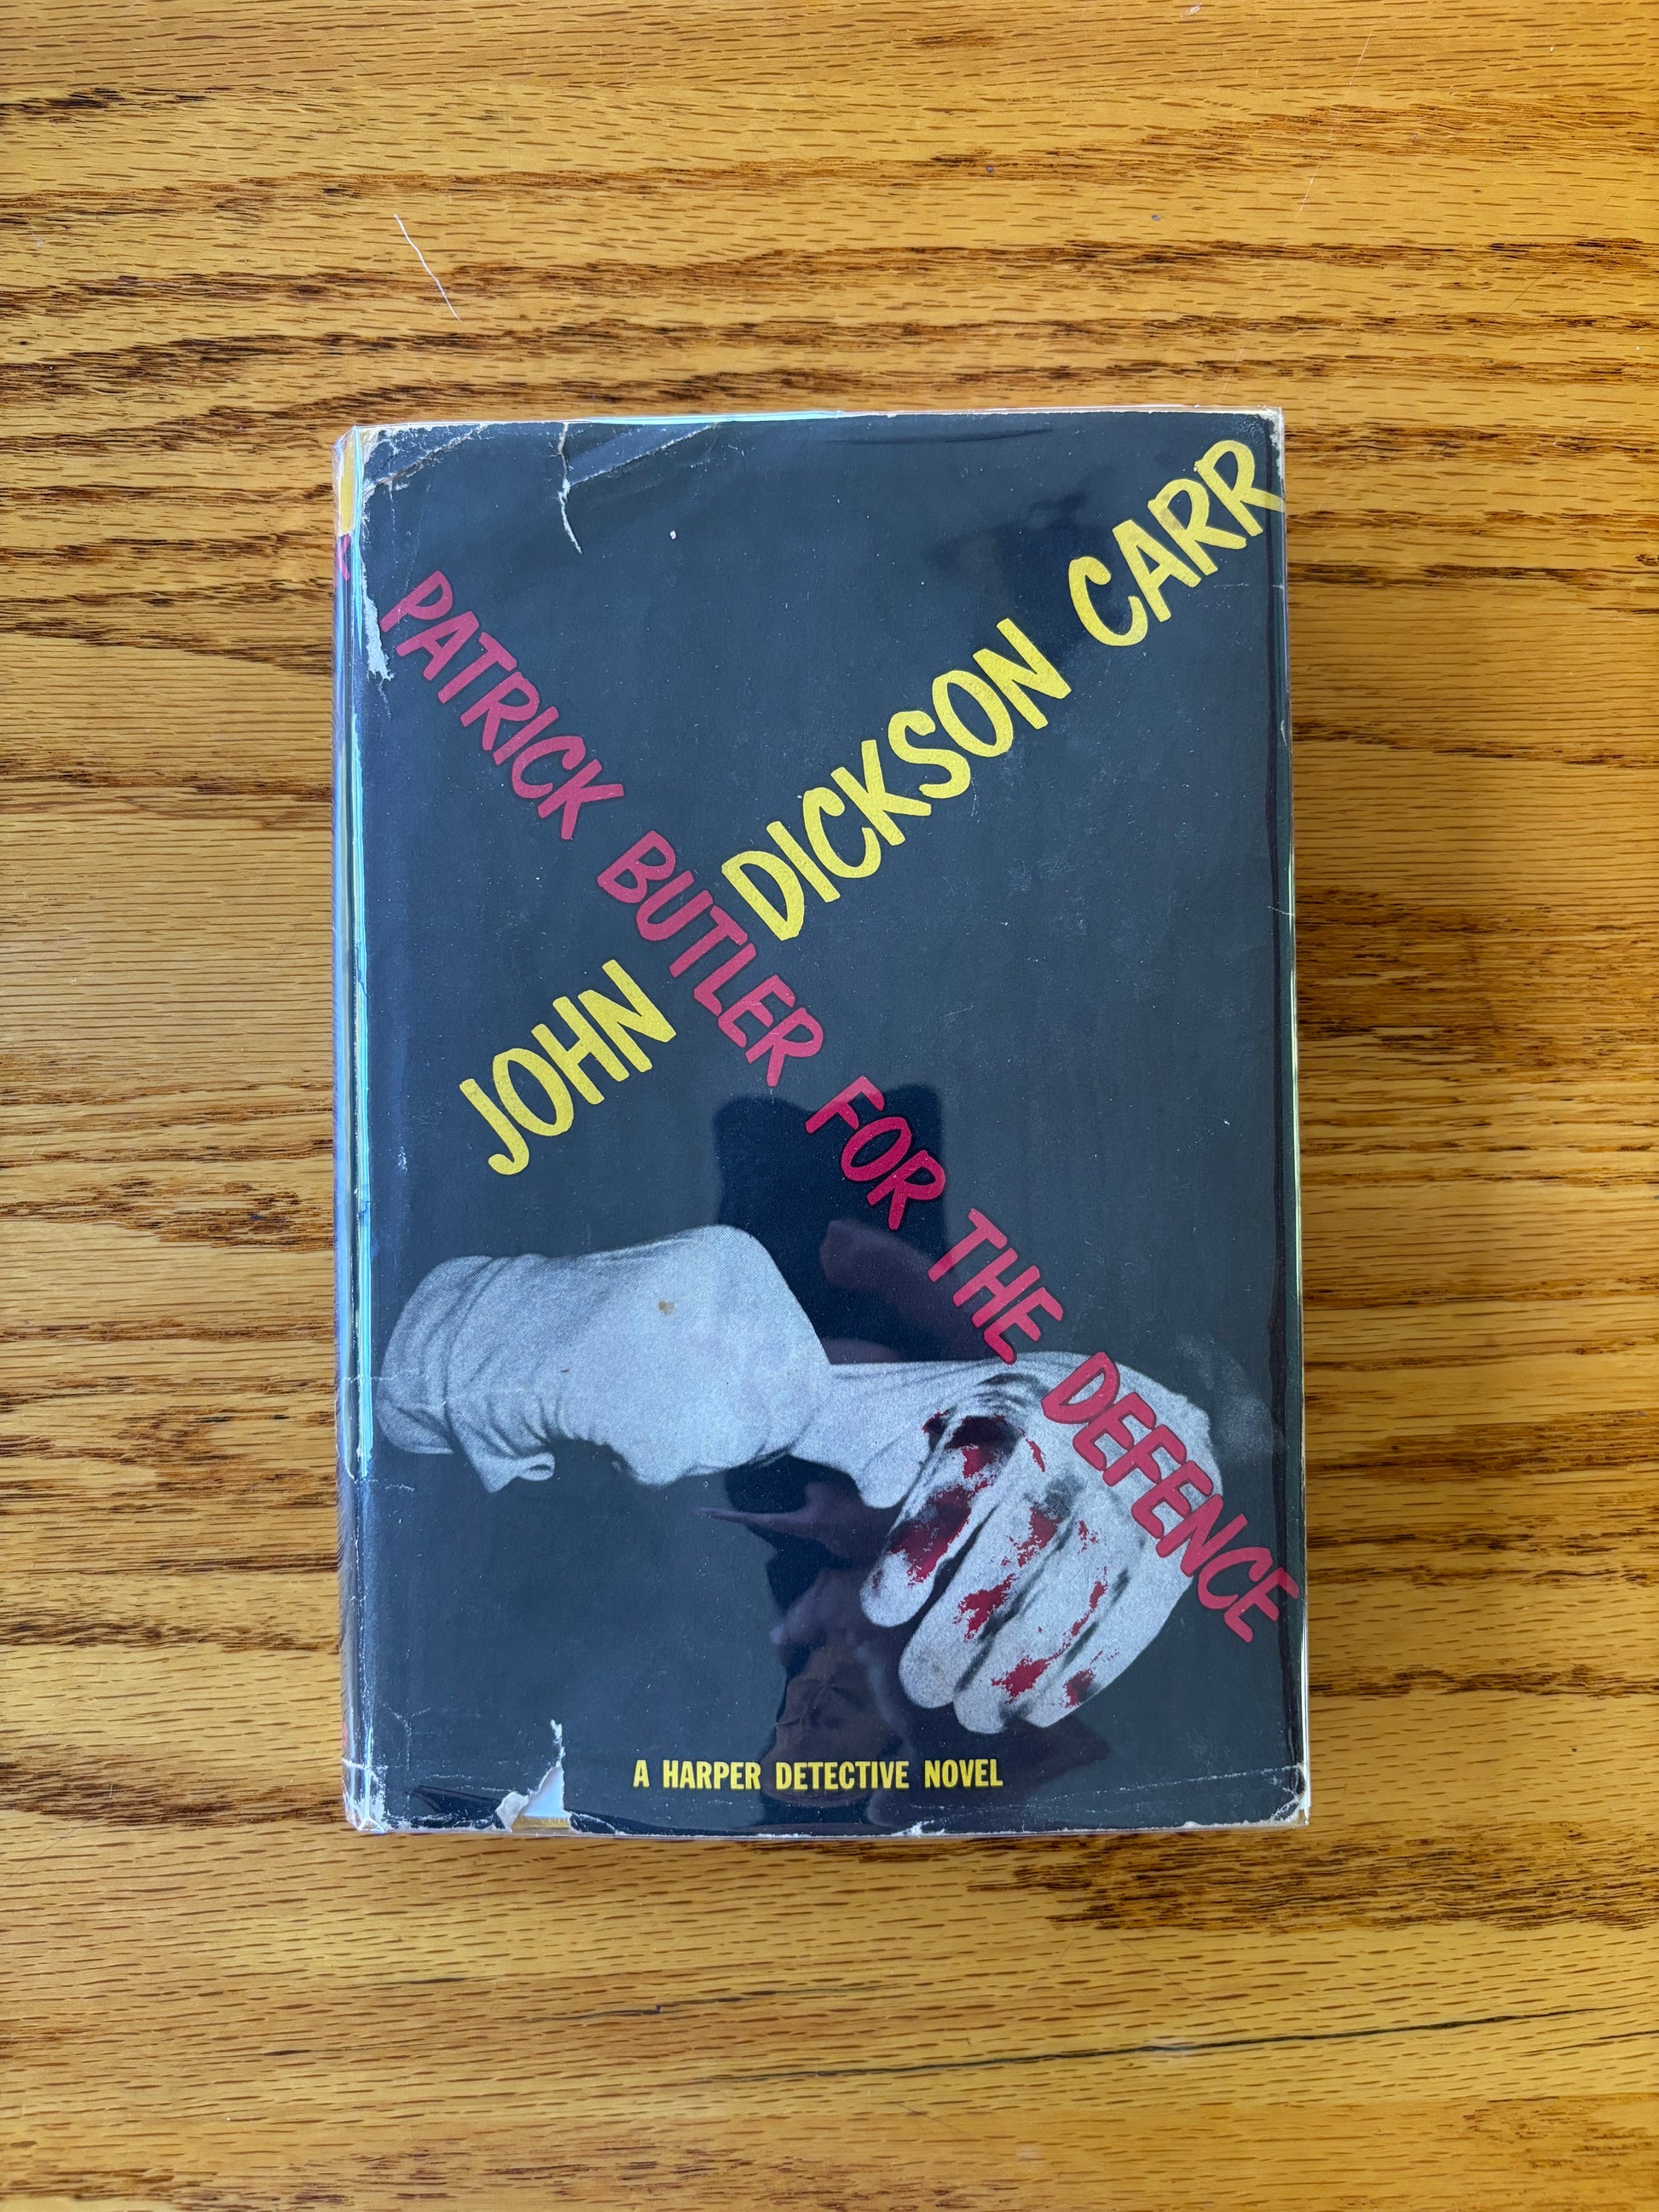 JOHN DICKSON CARR
PATRICK BUTLER FOR THE DEFENCE
A HARPER DETECTIVE NOVEL